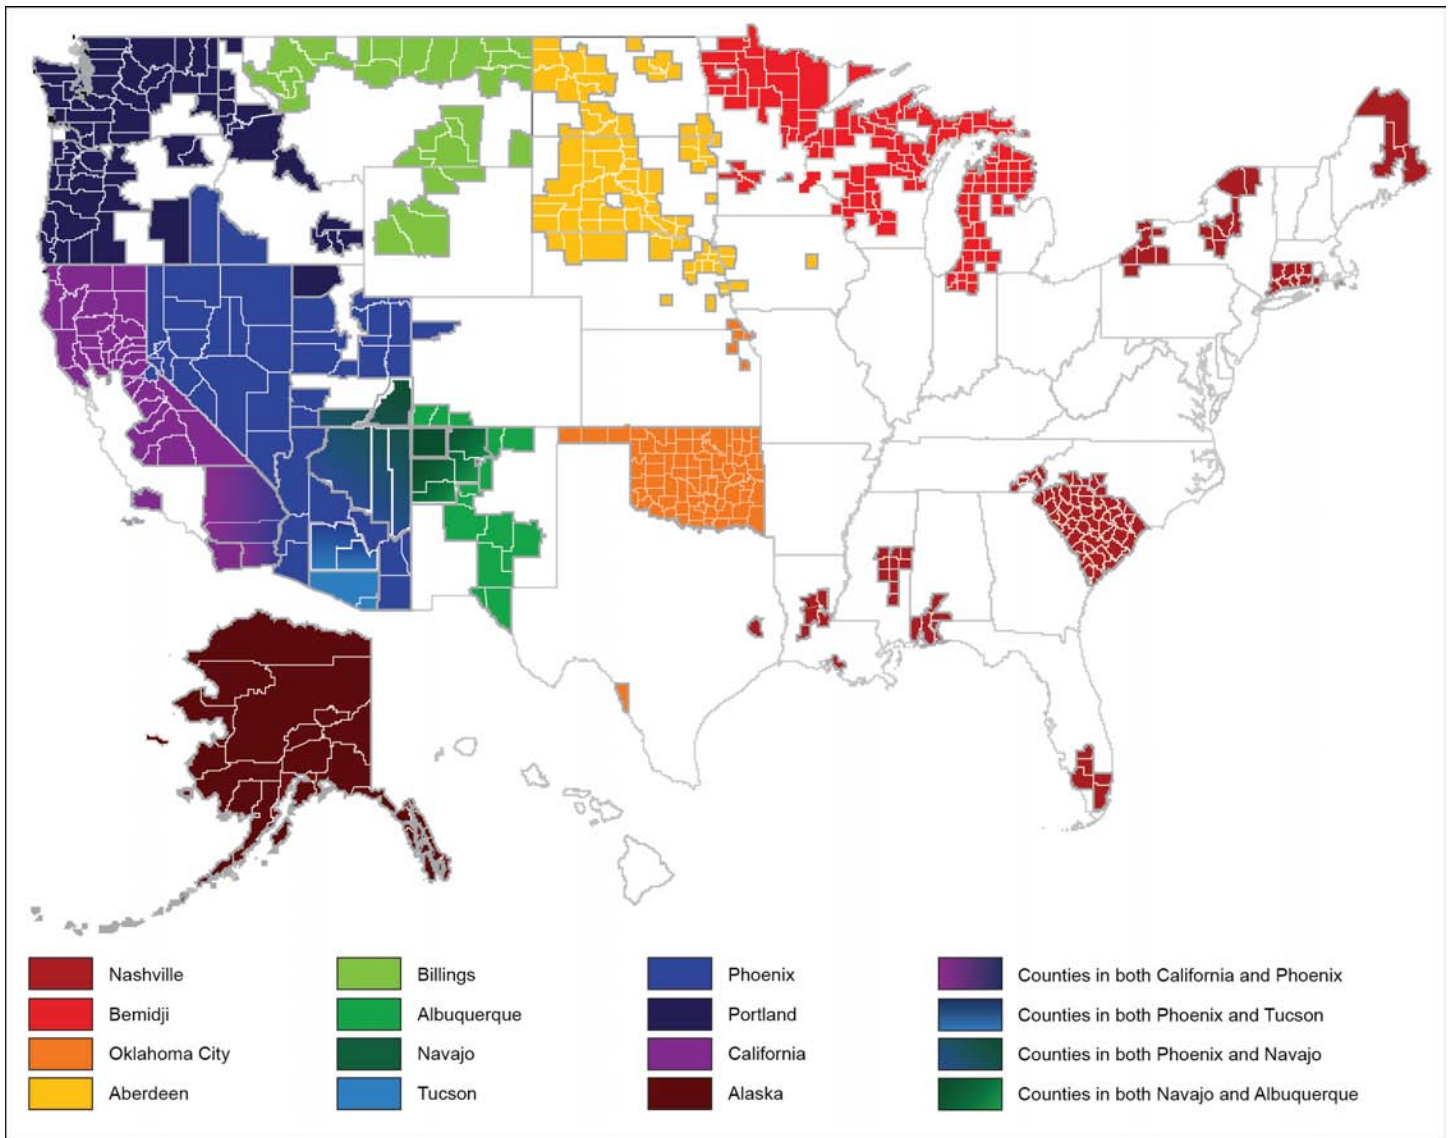 Nashville
Bemidji
Oklahoma City
Aberdeen
Billings
Albuquerque
Navajo
Tucson
Phoenix
Portland
California
Alaska
Counties in both California and Phoenix
Counties in both Phoenix and Tucson
Counties in both Phoenix and Navajo
Counties in both Navajo and Albuquerque